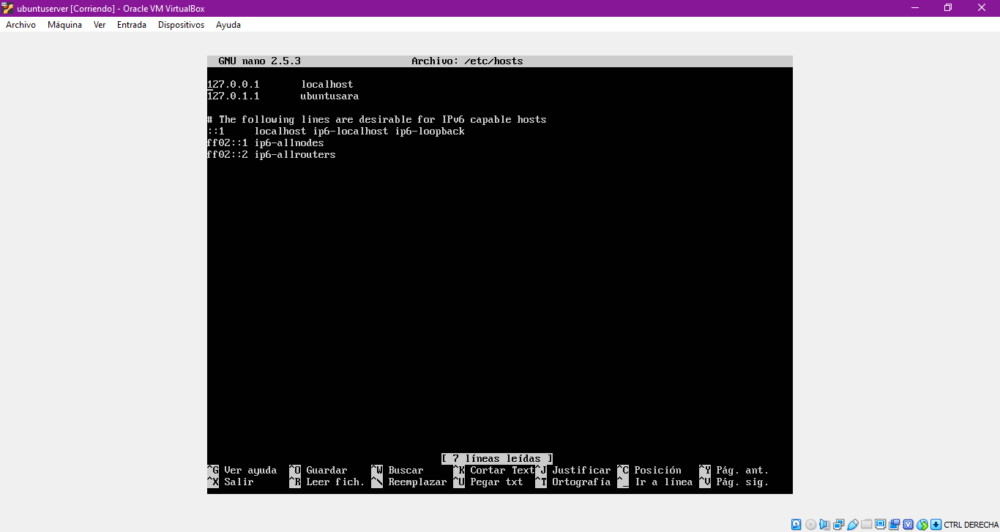 ubuntuserver [Corriendo] - Oracle VM VirtualBox
Archivo Máquina Ver Entrada Dispositivos Ayuda
GNU nano 2.5.3 Archivo: /etc/hosts
127.0.0.1 localhost
127.0.1.1 ubuntusara
# The following lines are desirable for IPv6 capable hosts
::1 localhost ip6-localhost ip6-loopback
ff02::1 ip6-allnodes
ff02::2 ip6-allrouters
[ 7 líneas leídas ]
^G Ver ayuda ^O Guardar ^W Buscar ^K Cortar Text^J Justificar ^C Posición ^Y Pág. ant.
^X Salir ^R Leer fich. ^\ Reemplazar ^U Pegar txt ^T Ortografía ^_ Ir a línea ^V Pág. sig.
CTRL DERECHA